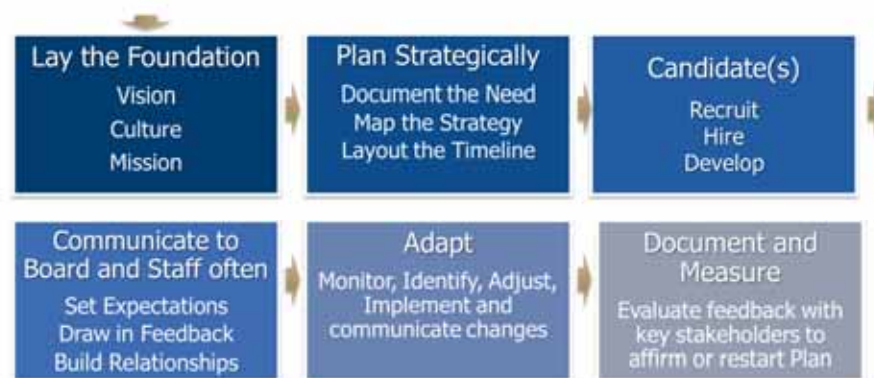 Lay the Foundation
Vision
Culture
Mission
Plan Strategically
Document the Need
Map the Strategy
Layout the Timeline
Candidate(s)
Recruit
Hire
Develop
Communicate to
Board and Staff often
Set Expectations
Draw in Feedback
Build Relationships
Adapt
Monitor, Identify, Adjust,
Implement and
communicate changes
Document and
Measure
Evaluate feedback with
key stakeholders to
affirm or restart Plan